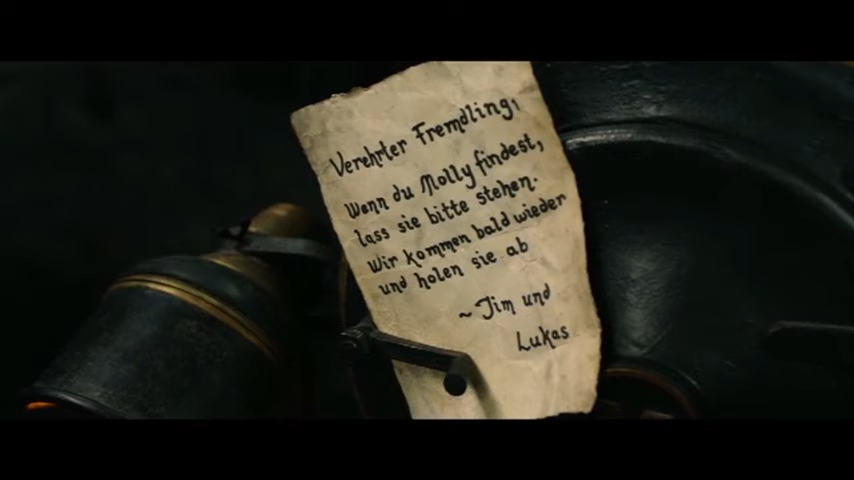 Verehrter Fremdling,
Wenn du Molly findest,
lass sie bitte stehen.
Wir kommen bald wieder
und holen sie ab
~Jim und
Lukas